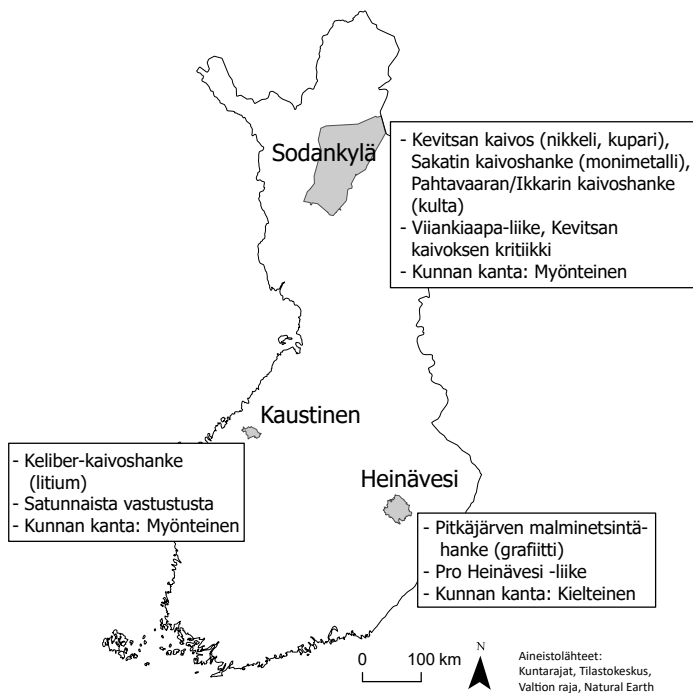 Sodankylä
- Kevitsan kaivos (nikkeli, kupari),
Sakatin kaivoshanke (monimetalli),
Pahtavaaran/Ikkarin kaivoshanke
(kulta)
- Viiankiaapa-liike, Kevitsan
kaivoksen kritiikki
- Kunnan kanta: Myönteinen
Kaustinen
- Keliber-kaivoshanke
(litium)
- Satunnaista vastustusta
- Kunnan kanta: Myönteinen
Heinävesi
- Pitkäjärven malminetsintä-
hanke (grafiitti)
- Pro Heinävesi -liike
- Kunnan kanta: Kielteinen
0 100 km
N
Aineistolähteet:
Kuntarajat, Tilastokeskus,
Valtion raja, Natural Earth